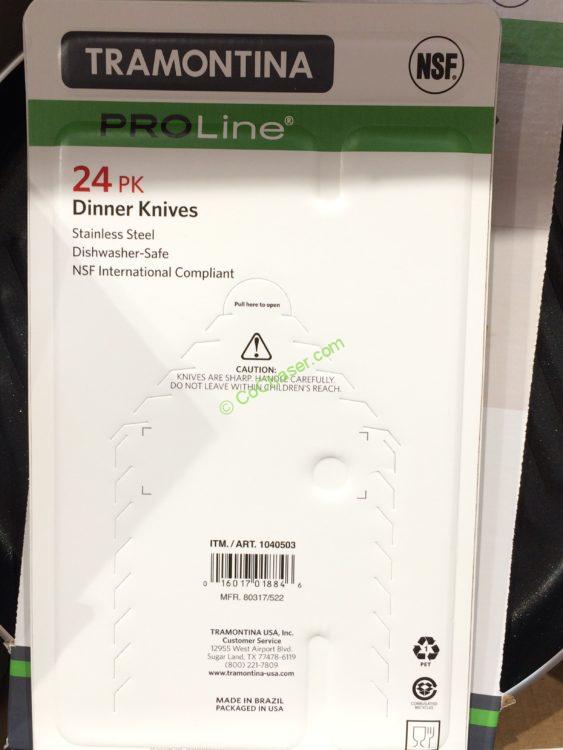 TRAMONTINA
NSF.
PROLine®
24 PK
Dinner Knives
Stainless Steel
Dishwasher-Safe
NSF International Compliant
Pull here to open
CAUTION:
KNIVES ARE SHARP. HANDLE CAREFULLY.
DO NOT LEAVE WITHIN CHILDREN'S REACH.
© CoChaser.com
ITM. / ART. 1040503
0 16017 01884 6
MFR. 80317/522
TRAMONTINA USA, Inc.
Customer Service
12955 West Airport Blvd.
Sugar Land, TX 77478-6119
(800) 221-7809
www.tramontina-usa.com
1
PET
CORRUGATED
RECYCLES
MADE IN BRAZIL
PACKAGED IN USA